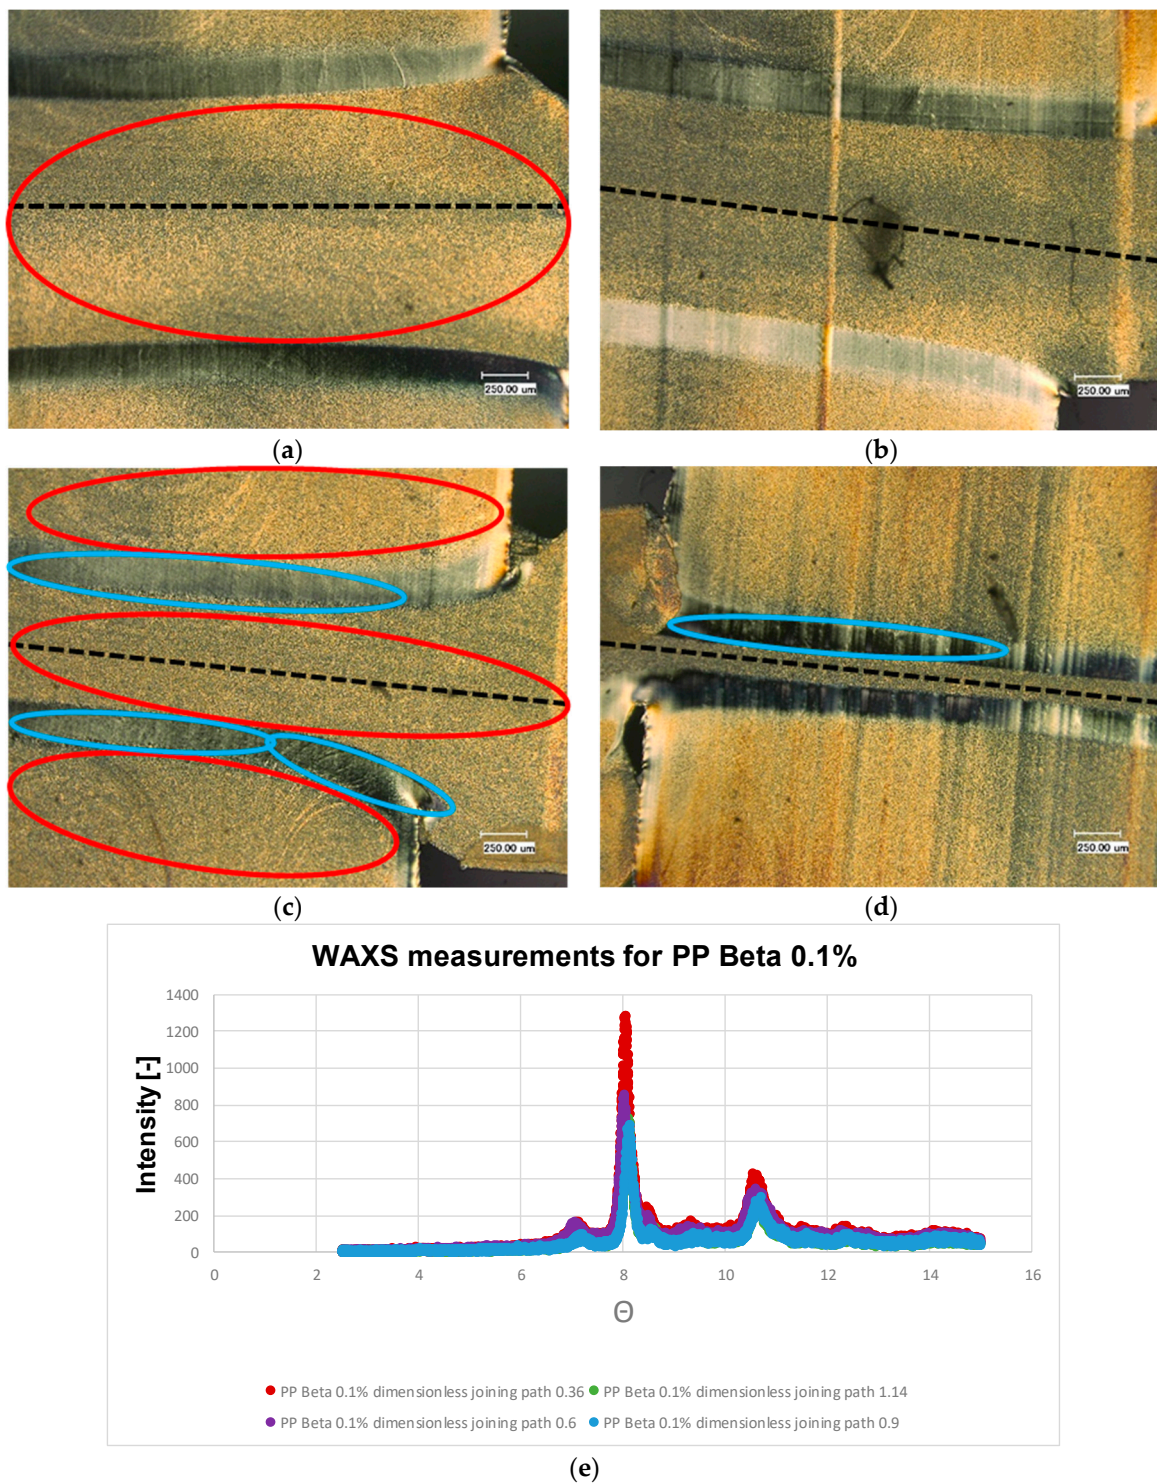 250.00 um
250.00 um
(a)
(b)
250.00 um
250.00 um
(c)
(d)
WAXS measurements for PP Beta 0.1%
1400
1200
1000
800
600
400
200
0
Intensity [-]
0 2 4 6 8 10 12 14 16
Θ
PP Beta 0.1% dimensionless joining path 0.36
PP Beta 0.1% dimensionless joining path 1.14
PP Beta 0.1% dimensionless joining path 0.6
PP Beta 0.1% dimensionless joining path 0.9
(e)